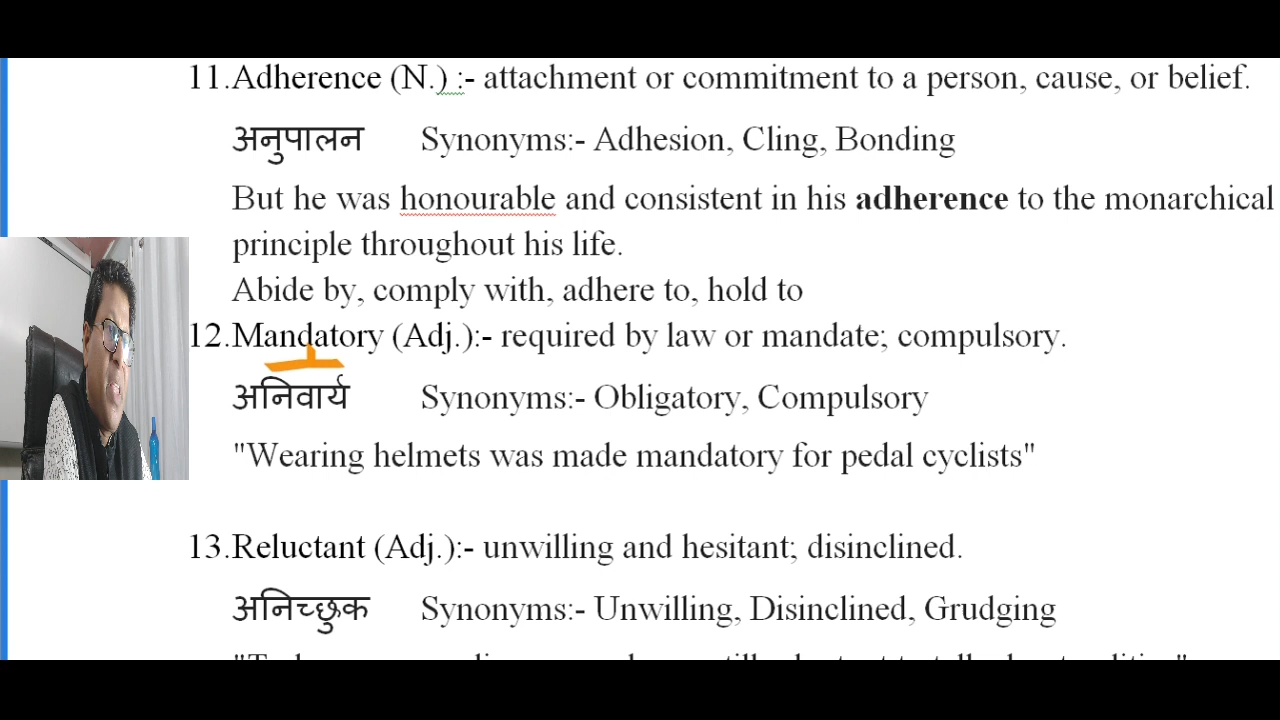 11.Adherence (N.) :- attachment or commitment to a person, cause, or belief.
अनुपालन Synonyms:- Adhesion, Cling, Bonding
But he was honourable and consistent in his adherence to the monarchical
principle throughout his life.
Abide by, comply with, adhere to, hold to
12.Mandatory (Adj.):- required by law or mandate; compulsory.
अनिवार्य Synonyms:- Obligatory, Compulsory
"Wearing helmets was made mandatory for pedal cyclists"
13.Reluctant (Adj.):- unwilling and hesitant; disinclined.
अनिच्छुक Synonyms:- Unwilling, Disinclined, Grudging